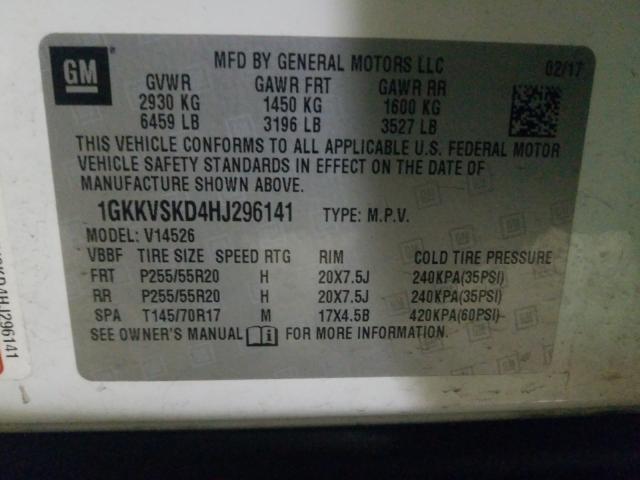 GM
MFD BY GENERAL MOTORS LLC 02/17
GVWR GAWR FRT GAWR RR
2930 KG 1450 KG 1600 KG
6459 LB 3196 LB 3527 LB
THIS VEHICLE CONFORMS TO ALL APPLICABLE U.S. FEDERAL MOTOR
VEHICLE SAFETY STANDARDS IN EFFECT ON THE DATE OF
MANUFACTURE SHOWN ABOVE.
1GKKVSKD4HJ296141 TYPE: M.P.V.
MODEL: V14526
VBBF TIRE SIZE SPEED RTG RIM COLD TIRE PRESSURE
FRT P255/55R20 H 20X7.5J 240KPA(35PSI)
RR P255/55R20 H 20X7.5J 240KPA(35PSI)
SPA T145/70R17 M 17X4.5B 420KPA(60PSI)
SEE OWNER'S MANUAL FOR MORE INFORMATION.